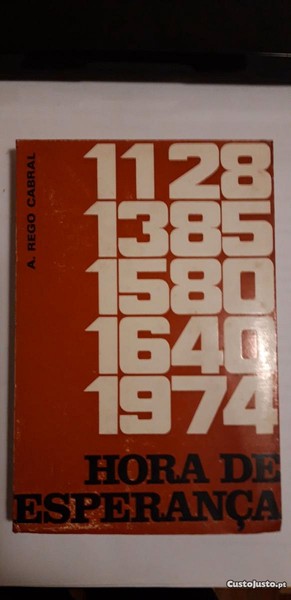 A. REGO CABRAL
1128
1385
1580
1640
1974
HORA DE
ESPERANÇA
CustoJusto.pt